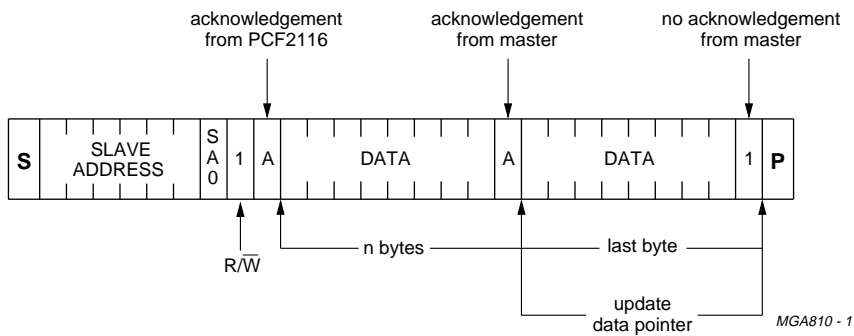 acknowledgement
from PCF2116
acknowledgement
from master
no acknowledgement
from master
S
SLAVE
ADDRESS
S
A
0
1
A
DATA
A
DATA
1
P
R/W̅
n bytes
last byte
update
data pointer
MGA810 - 1